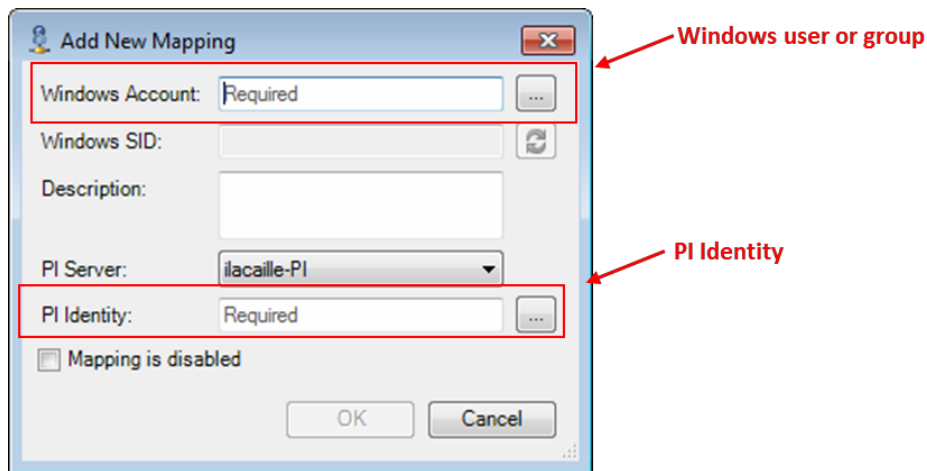 Add New Mapping
Windows user or group
Windows Account: Required ...
Windows SID:
Description:
PI Identity
PI Server: ilacaille-PI
PI Identity: Required ...
Mapping is disabled
OK Cancel